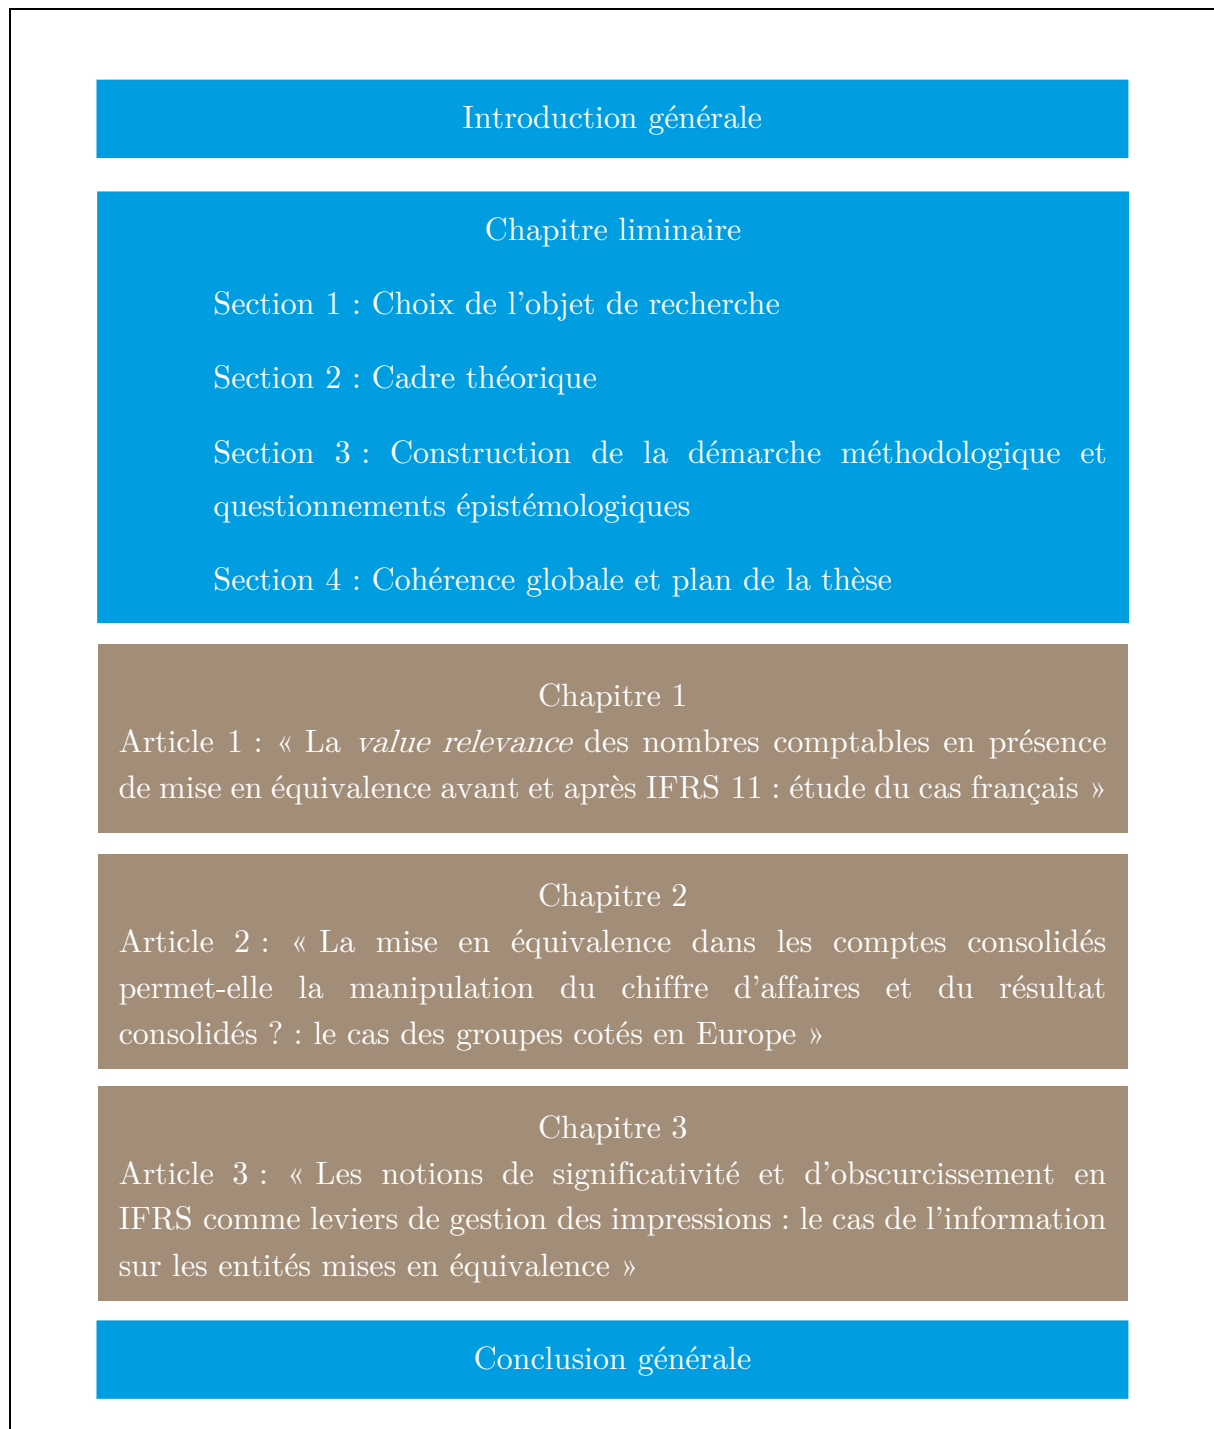 Introduction générale
Chapitre liminaire
Section 1 : Choix de l'objet de recherche
Section 2 : Cadre théorique
Section 3 : Construction de la démarche méthodologique et
questionnements épistémologiques
Section 4 : Cohérence globale et plan de la thèse
Chapitre 1
Article 1 : « La value relevance des nombres comptables en présence
de mise en équivalence avant et après IFRS 11 : étude du cas français »
Chapitre 2
Article 2 : « La mise en équivalence dans les comptes consolidés
permet-elle la manipulation du chiffre d'affaires et du résultat
consolidés ? : le cas des groupes cotés en Europe »
Chapitre 3
Article 3 : « Les notions de significativité et d'obscurcissement en
IFRS comme leviers de gestion des impressions : le cas de l'information
sur les entités mises en équivalence »
Conclusion générale